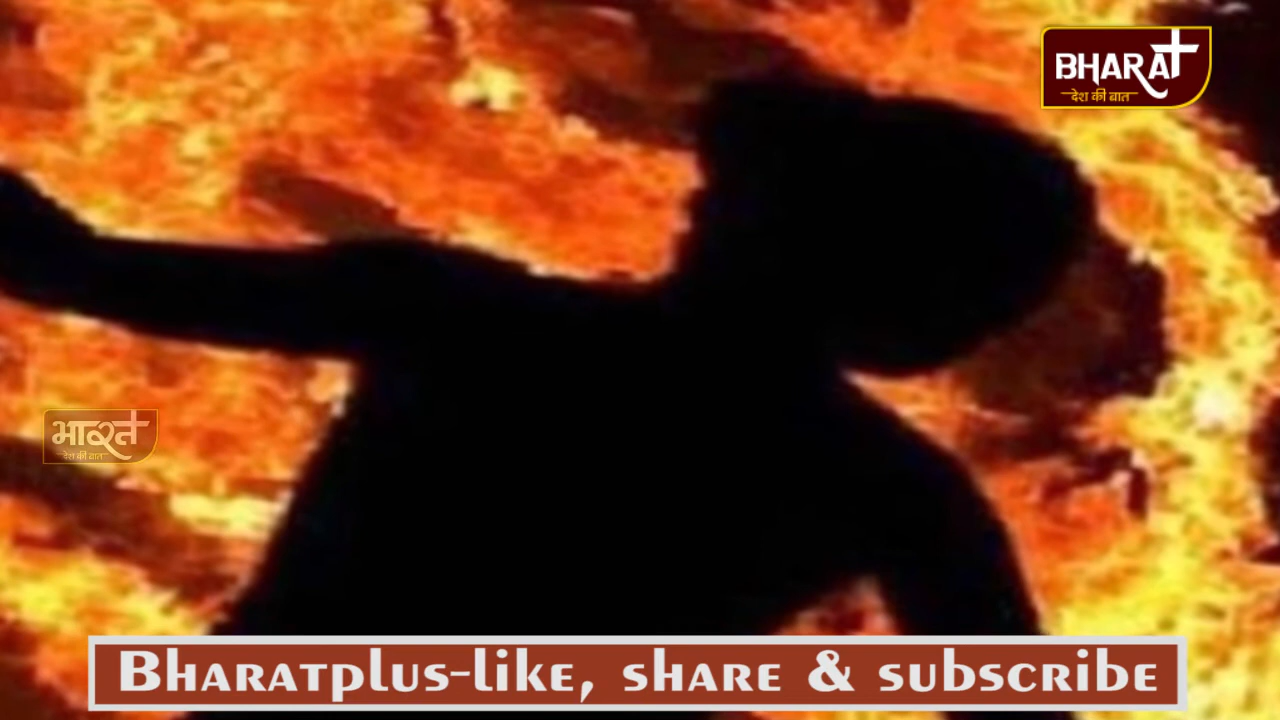 BHARAT
देश की बात
भारत
देश की बात
Bharatplus-like, share & subscribe